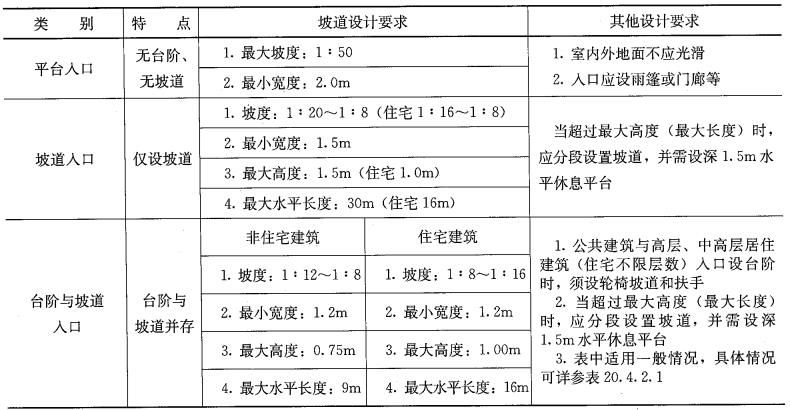 类 别 特 点 坡道设计要求 其他设计要求
平台入口
无台阶、
无坡道
1. 最大坡度：1∶50
2. 最小宽度：2.0m
1. 室内外地面不应光滑
2. 入口应设雨篷或门廊等
坡道入口
仅设坡道
1. 坡度：1∶20～1∶8（住宅1∶16～1∶8）
2. 最小宽度：1.5m
3. 最大高度：1.5m（住宅1.0m）
4. 最大水平长度：30m（住宅16m）
当超过最大高度（最大长度）时，
应分段设置坡道，并需设深1.5m水
平休息平台
台阶与坡道
入口
台阶与
坡道并存
非住宅建筑
1. 坡度：1∶12～1∶8
2. 最小宽度：1.2m
3. 最大高度：0.75m
4. 最大水平长度：9m
住宅建筑
1. 坡度：1∶8～1∶16
2. 最小宽度：1.2m
3. 最大高度：1.00m
4. 最大水平长度：16m
1. 公共建筑与高层、中高层居住
建筑（住宅不限层数）入口设台阶
时，须设轮椅坡道和扶手
2. 当超过最大高度（最大长度）
时，应分段设置坡道，并需设深
1.5m水平休息平台
3. 表中适用一般情况，具体情况
可详参表20.4.2.1